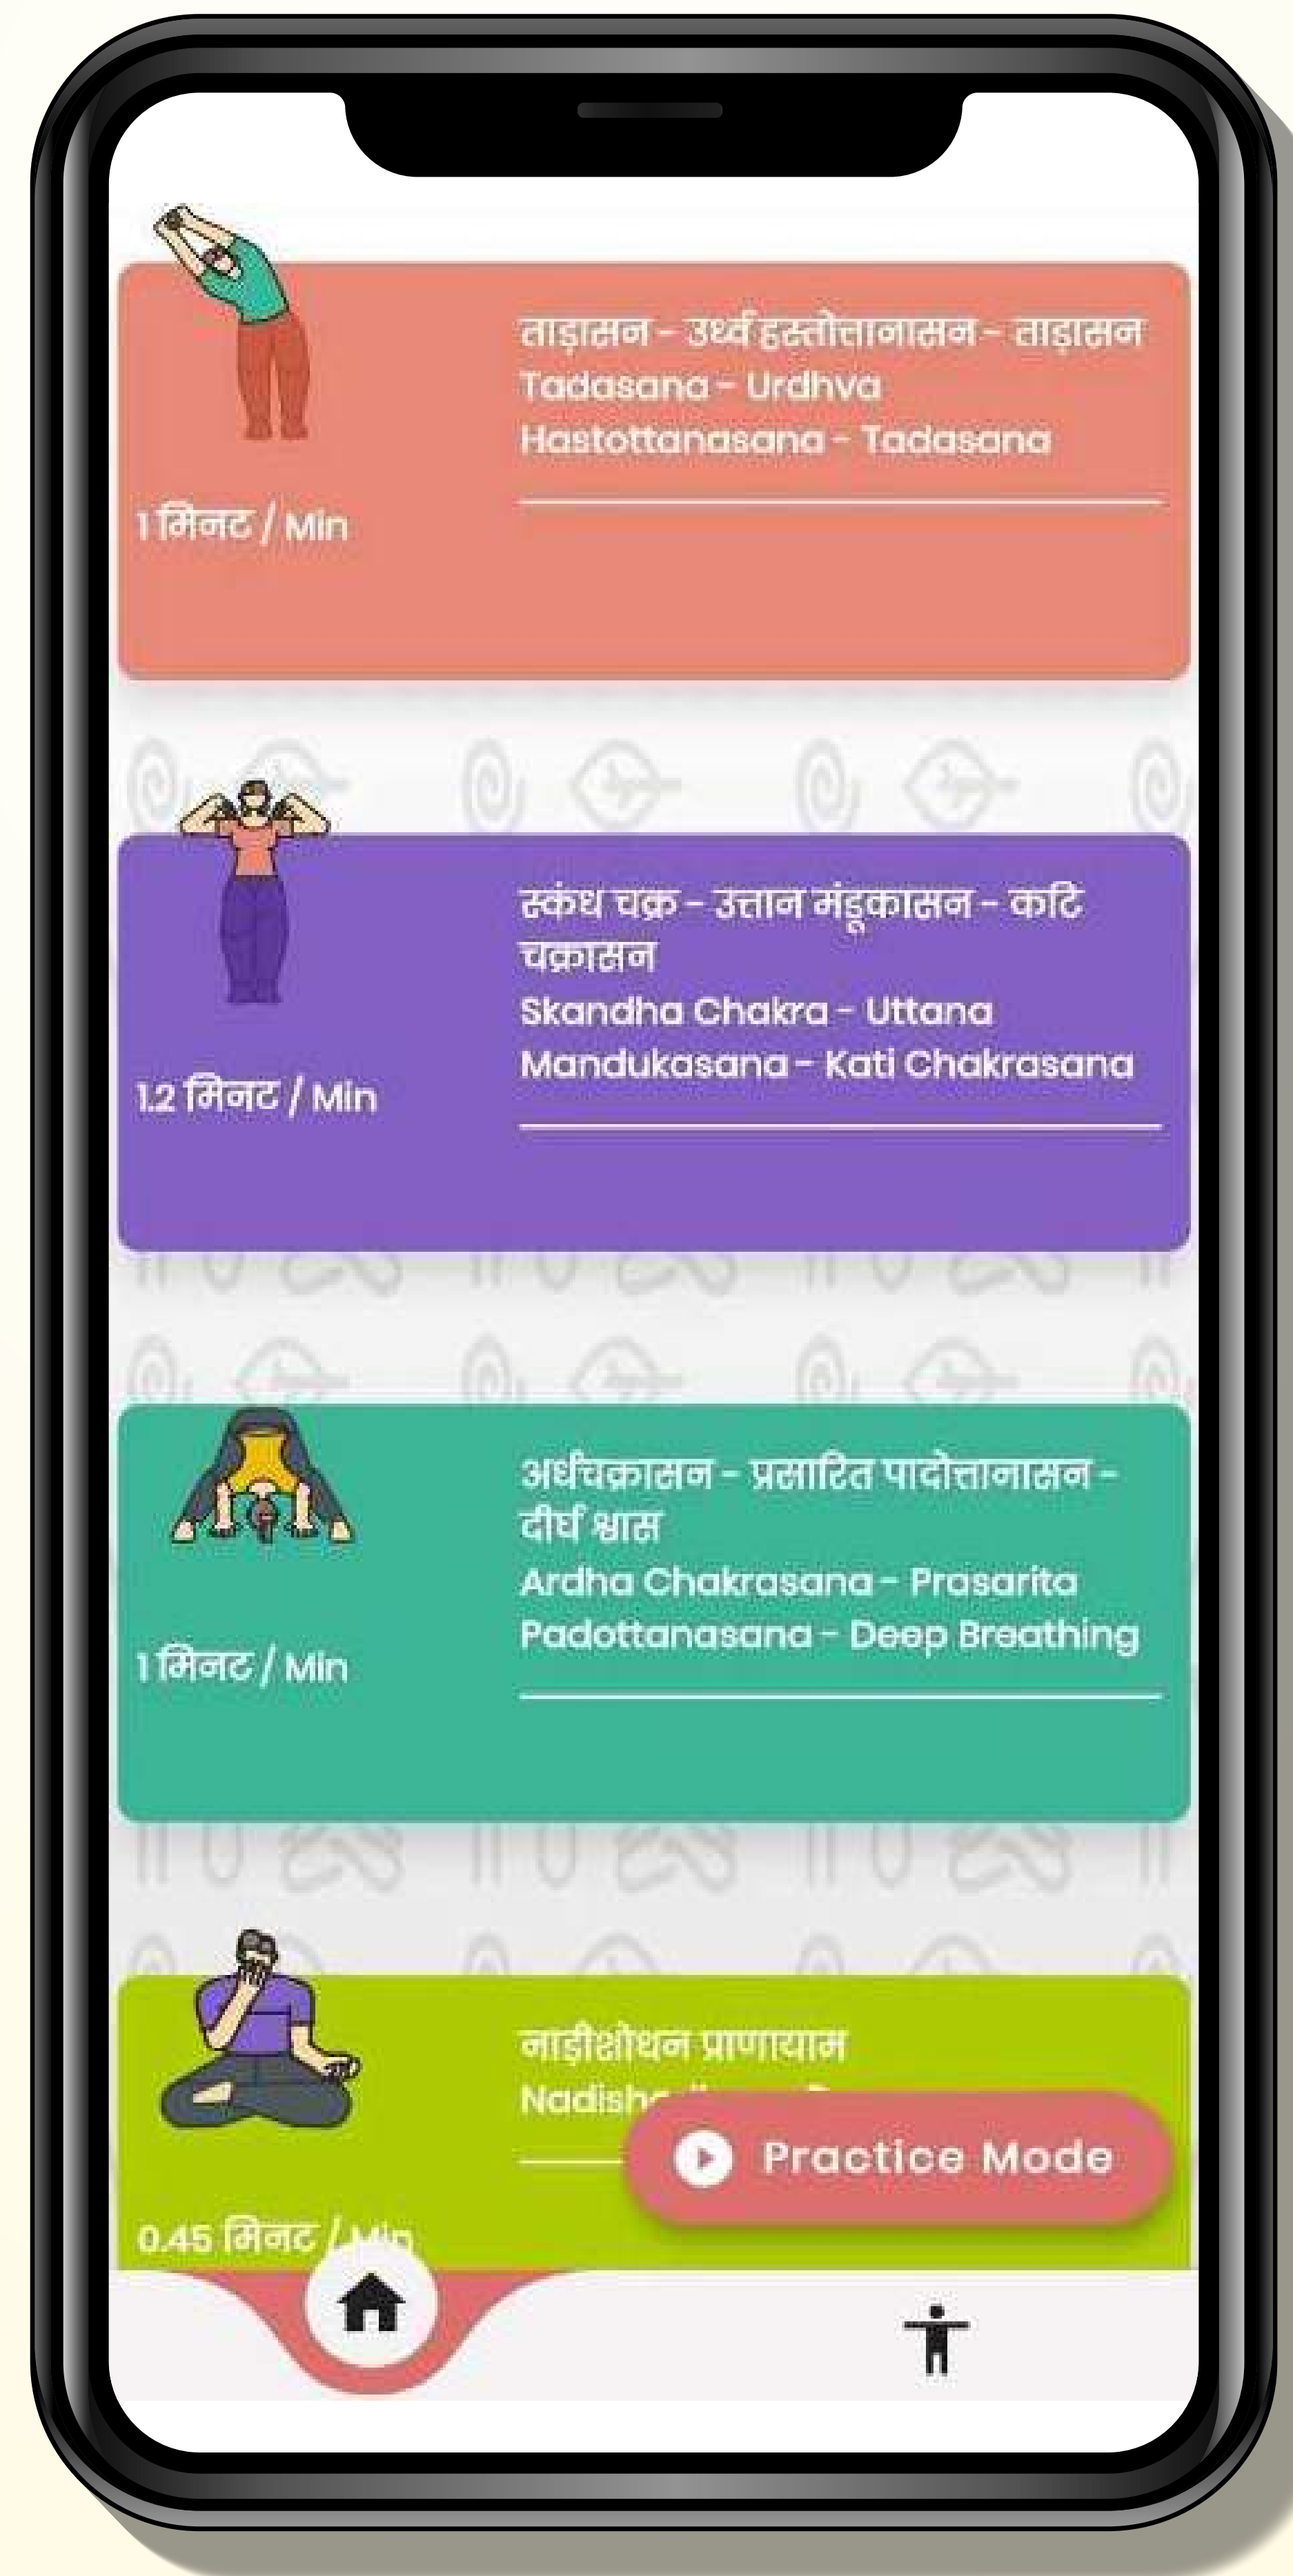 ताड़ासन - उर्ध्व हस्तोत्तानासन - ताड़ासन
Tadasana - Urdhva
Hastottanasana - Tadasana
1 मिनट / Min
स्कंध चक्र - उत्तान मंडूकासन - कटि
चक्रासन
Skandha Chakra - Uttana
Mandukasana - Kati Chakrasana
1.2 मिनट / Min
अर्धचक्रासन - प्रसारित पादोत्तानासन -
दीर्घ श्वास
Ardha Chakrasana - Prasarita
Padottanasana - Deep Breathing
1 मिनट / Min
नाड़ीशोधन प्राणायाम
Practice Mode
0.45 मिनट / Min